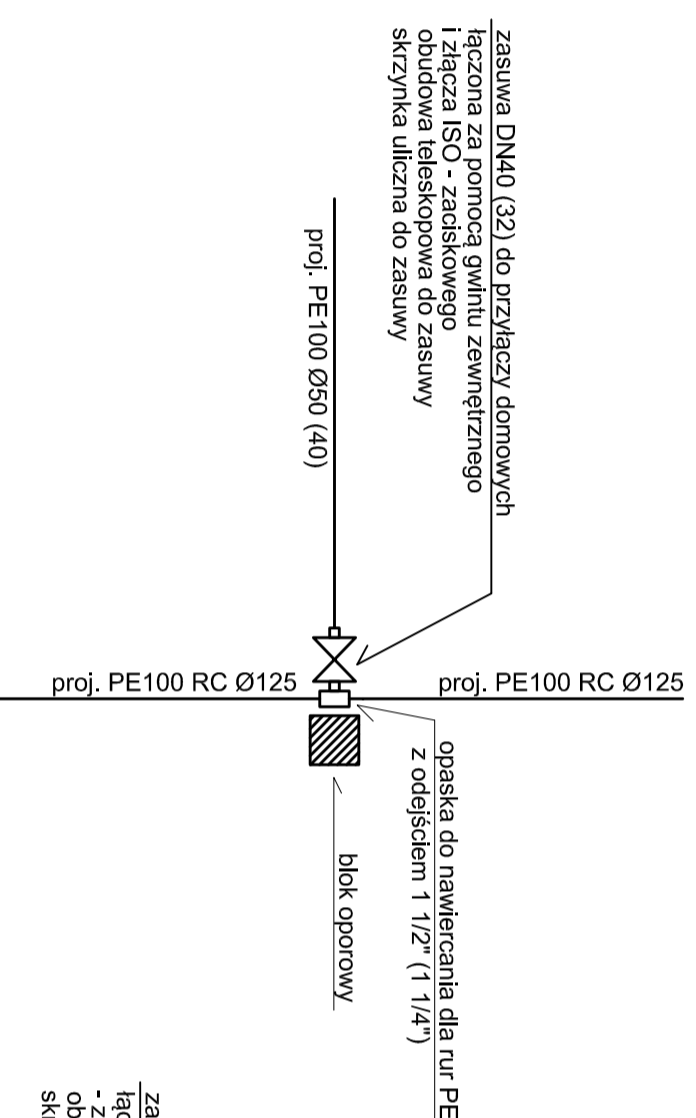 zasuwa DN40 (32) do przyłączy domowych
łączona za pomocą gwintu zewnętrznego
i złącza ISO - zaciskowego
obudowa teleskopowa do zasuwy
skrzynka uliczna do zasuwy
proj. PE100 Ø50 (40)
proj. PE100 RC Ø125
proj. PE100 RC Ø125
opaska do nawiercania dla rur PE
z odejściem 1 1/2" (1 1/4")
blok oporowy